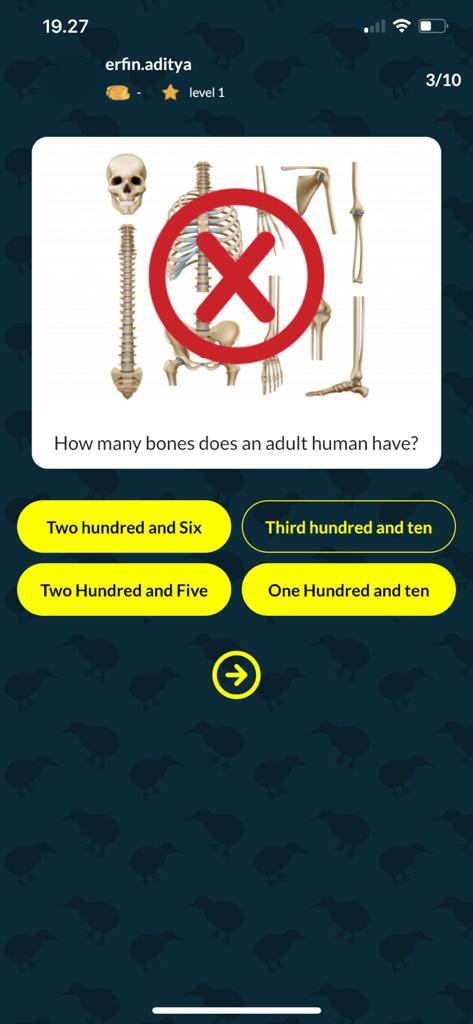 19.27
erfin.aditya
- level 1
3/10
How many bones does an adult human have?
Two hundred and Six
Third hundred and ten
Two Hundred and Five
One Hundred and ten